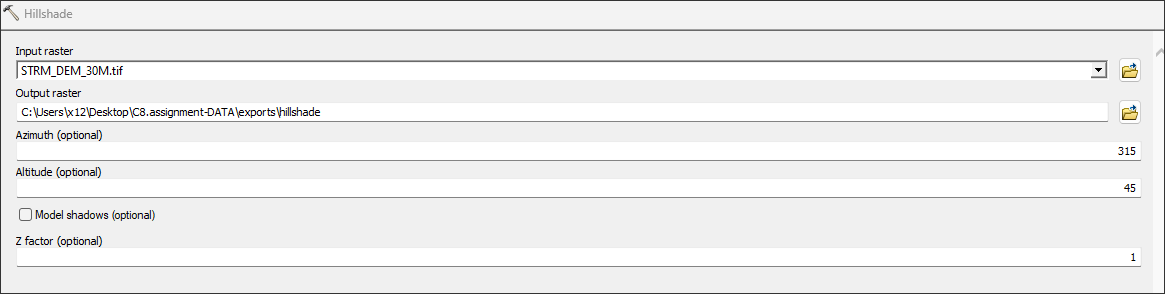 Hillshade
Input raster
STRM_DEM_30M.tif
Output raster
C:\Users\x12\Desktop\C8.assignment-DATA\exports\hillshade
Azimuth (optional)
315
Altitude (optional)
45
Model shadows (optional)
Z factor (optional)
1